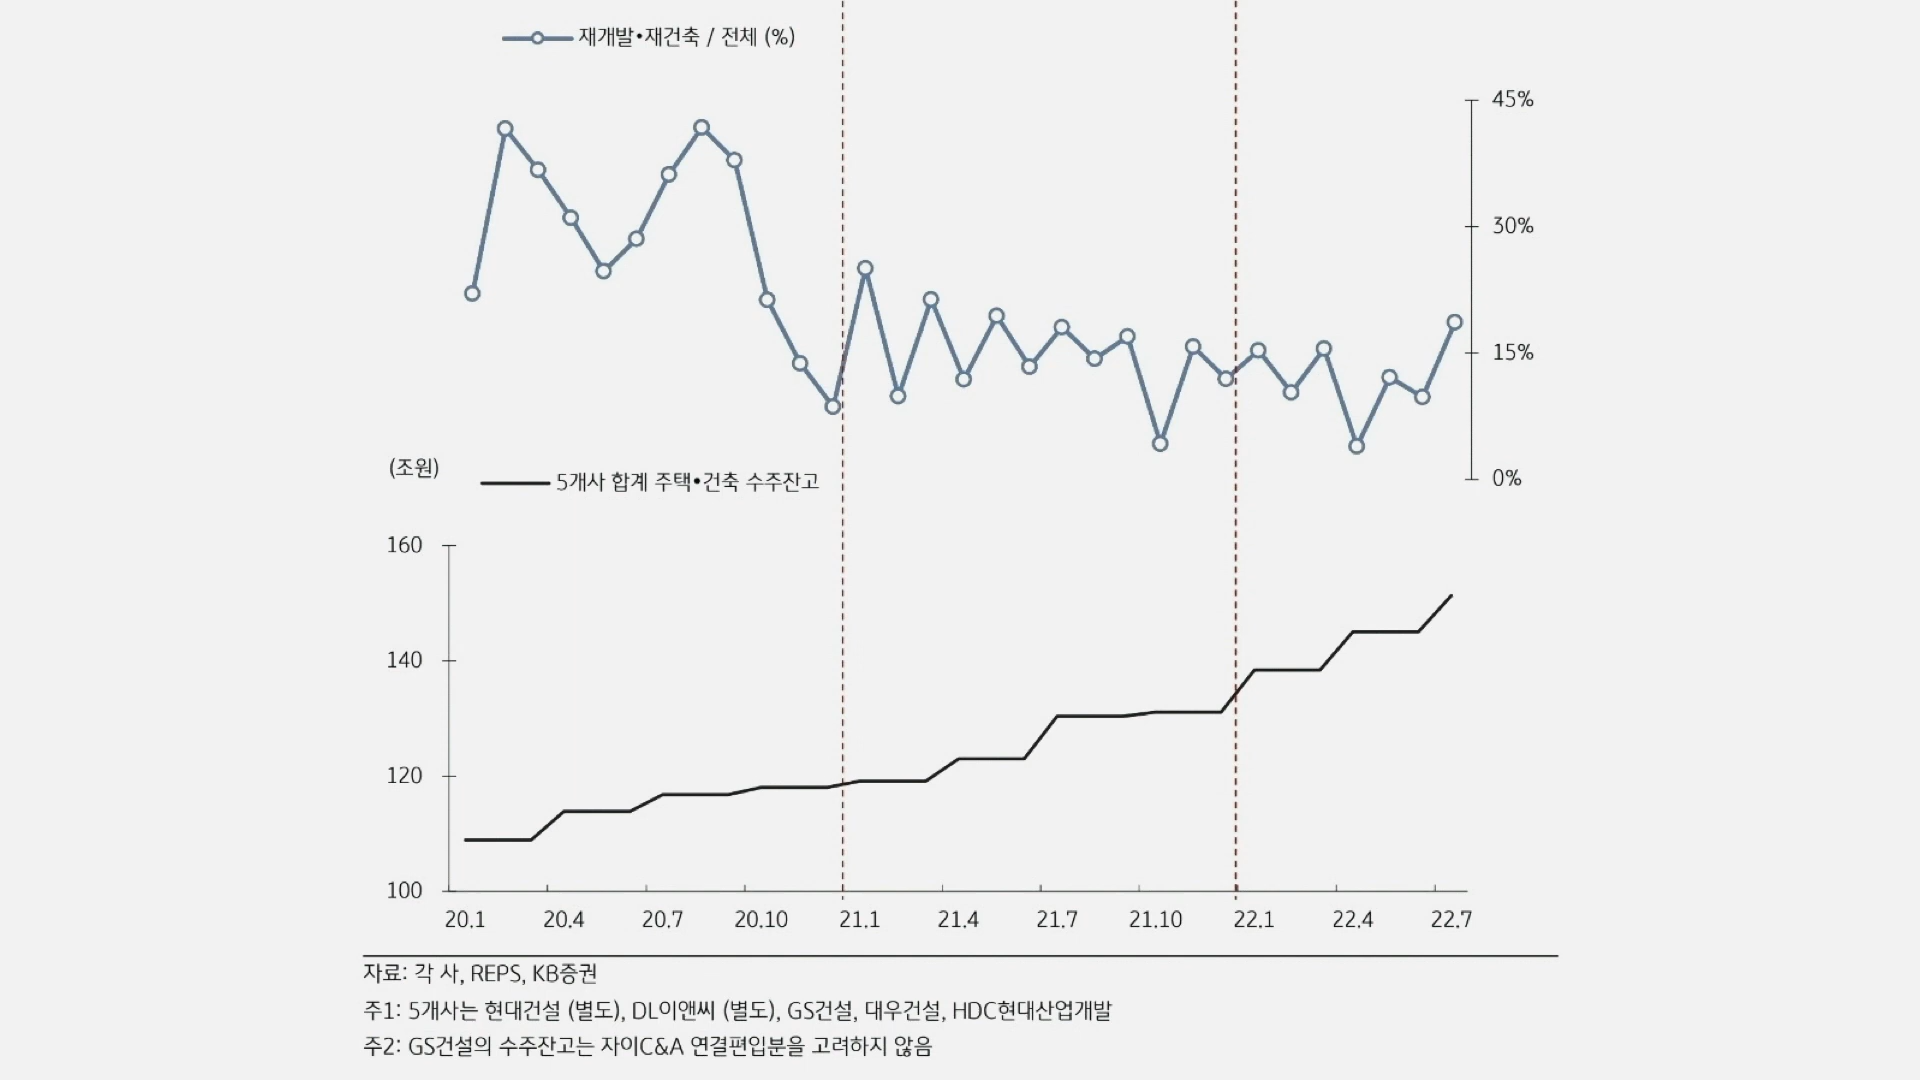 재개발•재건축 / 전체 (%)
45%
30%
15%
0%
(조원)
5개사 합계 주택•건축 수주잔고
160
140
120
100
20.1 20.4 20.7 20.10 21.1 21.4 21.7 21.10 22.1 22.4 22.7
자료: 각 사, REPS, KB증권
주1: 5개사는 현대건설 (별도), DL이앤씨 (별도), GS건설, 대우건설, HDC현대산업개발
주2: GS건설의 수주잔고는 자이C&A 연결편입분을 고려하지 않음